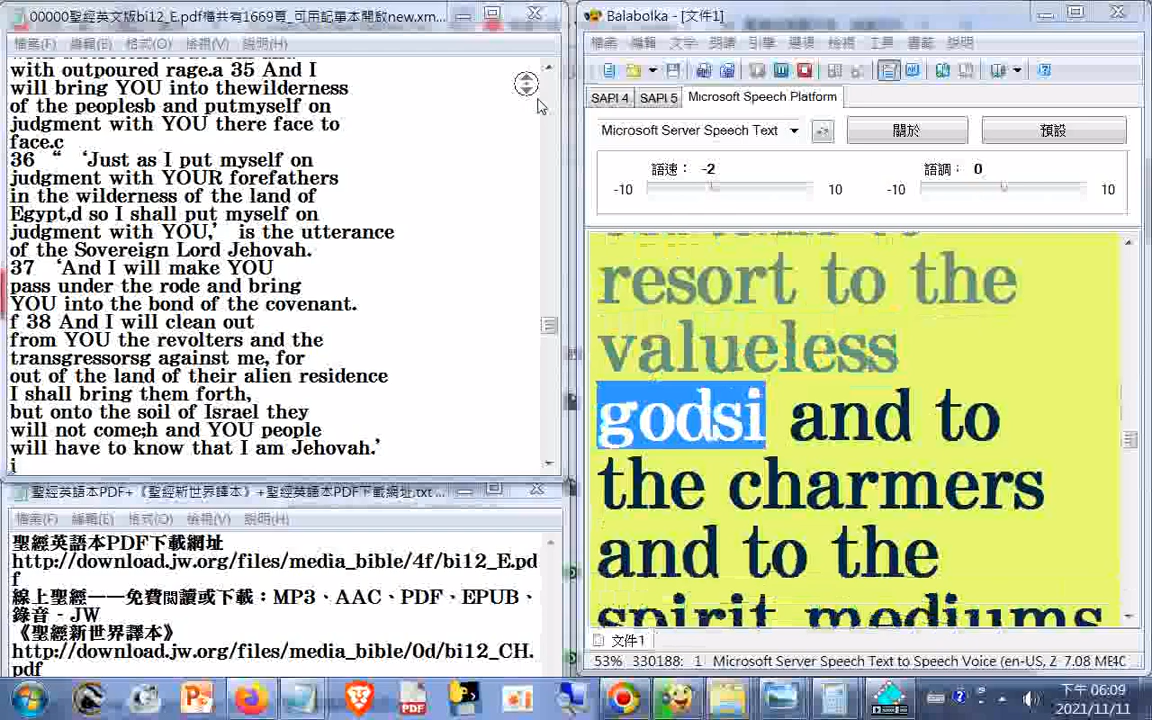 00000聖經英文版bi12_E.pdf檔共有1669頁_可用記事本開啟new.xm...
檔案(F) 編輯(E) 格式(O) 檢視(V) 說明(H)
with outpoured rage.a 35 And I
will bring YOU into thewilderness
of the peoplesb and putmyself on
judgment with YOU there face to
face.c
36 “ ‘Just as I put myself on
judgment with YOUR forefathers
in the wilderness of the land of
Egypt,d so I shall put myself on
judgment with YOU,’ is the utterance
of the Sovereign Lord Jehovah.
37 ‘And I will make YOU
pass under the rode and bring
YOU into the bond of the covenant.
f 38 And I will clean out
from YOU the revolters and the
transgressorsg against me, for
out of the land of their alien residence
I shall bring them forth,
but onto the soil of Israel they
will not come;h and YOU people
will have to know that I am Jehovah.’
i
聖經英語本PDF+《聖經新世界譯本》+聖經英語本PDF下載網址.txt ...
檔案(F) 編輯(E) 格式(O) 檢視(V) 說明(H)
聖經英語本PDF下載網址
http://download.jw.org/files/media_bible/4f/bi12_E.pd
f
線上聖經——免費閱讀或下載：MP3、AAC、PDF、EPUB、
錄音 - JW
《聖經新世界譯本》
http://download.jw.org/files/media_bible/0d/bi12_CH.
pdf
Balabolka - [文件1]
檔案 編輯 文字 朗讀 引擎 選項 檢視 工具 書籤 說明
SAPI 4 SAPI 5 Microsoft Speech Platform
Microsoft Server Speech Text 關於 預設
語速： -2 語調： 0
-10 10 -10 10
resort to the
valueless
godsi and to
the charmers
and to the
spirit mediums
文件1
53% 330188: 1 Microsoft Server Speech Text to Speech Voice (en-US, Z 7.08 ME
下午 06:09
2021/11/11